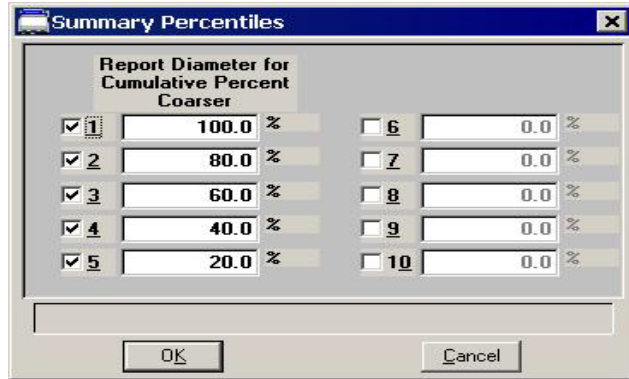 Summary Percentiles
Report Diameter for
Cumulative Percent
Coarser
1 100.0 % 6 0.0 %
2 80.0 % 7 0.0 %
3 60.0 % 8 0.0 %
4 40.0 % 9 0.0 %
5 20.0 % 10 0.0 %
OK Cancel